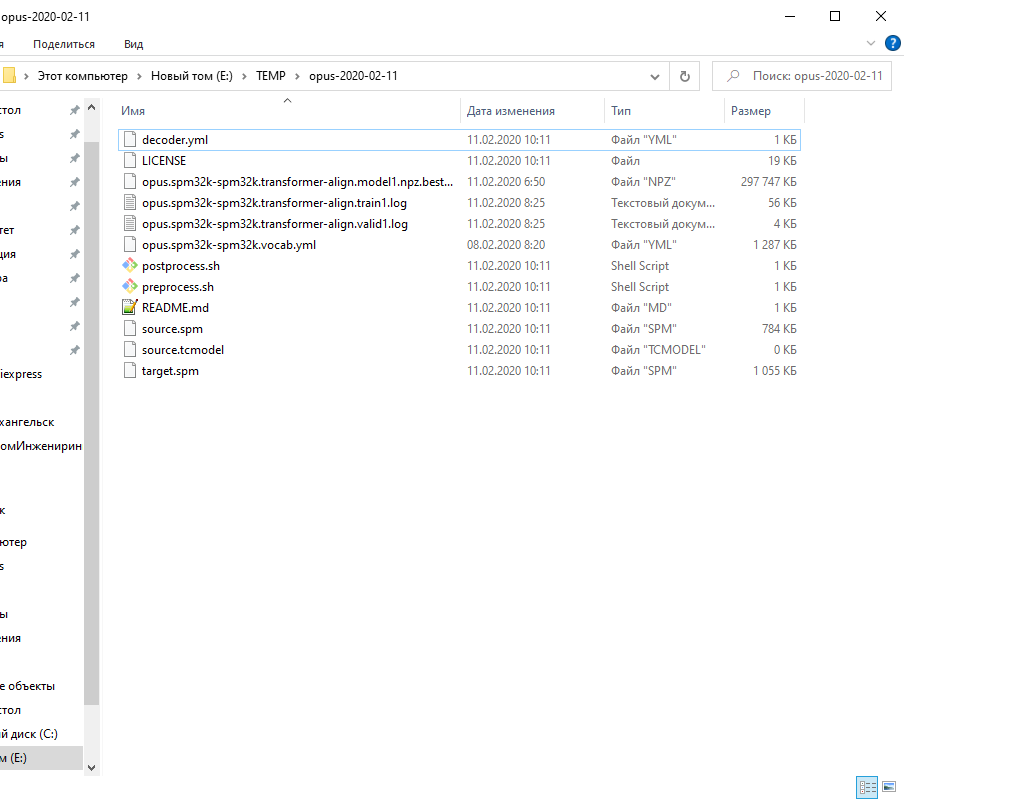 opus-2020-02-11
я Поделиться Вид
Этот компьютер Новый том (E:) TEMP opus-2020-02-11 Поиск: opus-2020-02-11
Имя Дата изменения Тип Размер
decoder.yml 11.02.2020 10:11 Файл "YML" 1 КБ
LICENSE 11.02.2020 10:11 Файл 19 КБ
opus.spm32k-spm32k.transformer-align.model1.npz.best... 11.02.2020 6:50 Файл "NPZ" 297 747 КБ
opus.spm32k-spm32k.transformer-align.train1.log 11.02.2020 8:25 Текстовый докум... 56 КБ
opus.spm32k-spm32k.transformer-align.valid1.log 11.02.2020 8:25 Текстовый докум... 4 КБ
opus.spm32k-spm32k.vocab.yml 08.02.2020 8:20 Файл "YML" 1 287 КБ
postprocess.sh 11.02.2020 10:11 Shell Script 1 КБ
preprocess.sh 11.02.2020 10:11 Shell Script 1 КБ
README.md 11.02.2020 10:11 Файл "MD" 1 КБ
source.spm 11.02.2020 10:11 Файл "SPM" 784 КБ
source.tcmodel 11.02.2020 10:11 Файл "TCMODEL" 0 КБ
target.spm 11.02.2020 10:11 Файл "SPM" 1 055 КБ
тол
s
ы
ения
тет
ция
ра
iexpress
хангельск
омИнженирин
к
ютер
s
ы
ения
е объекты
тол
й диск (C:)
м (E:)